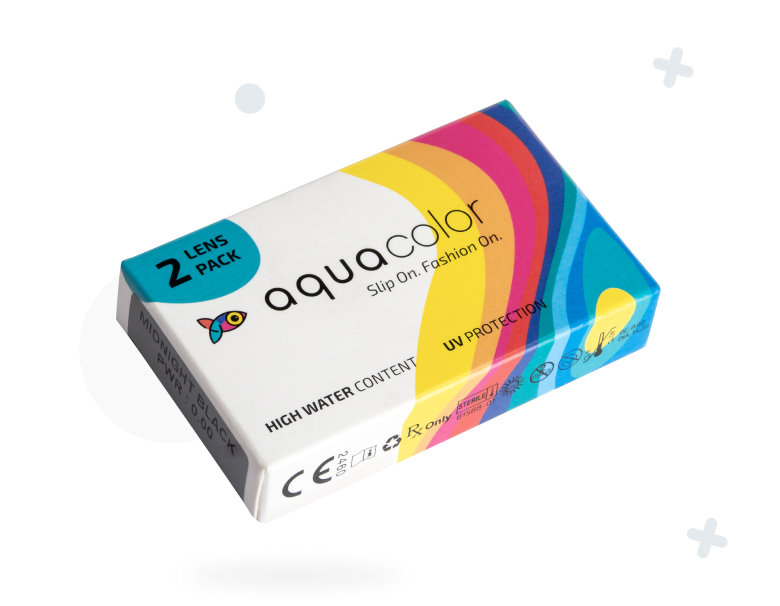 2 LENS
PACK
aquacolor
Slip On. Fashion On.
HIGH WATER CONTENT
UV PROTECTION
MIDNIGHT BLACK
PWR : 0.00
CE 2460
Rx Only
STERILE